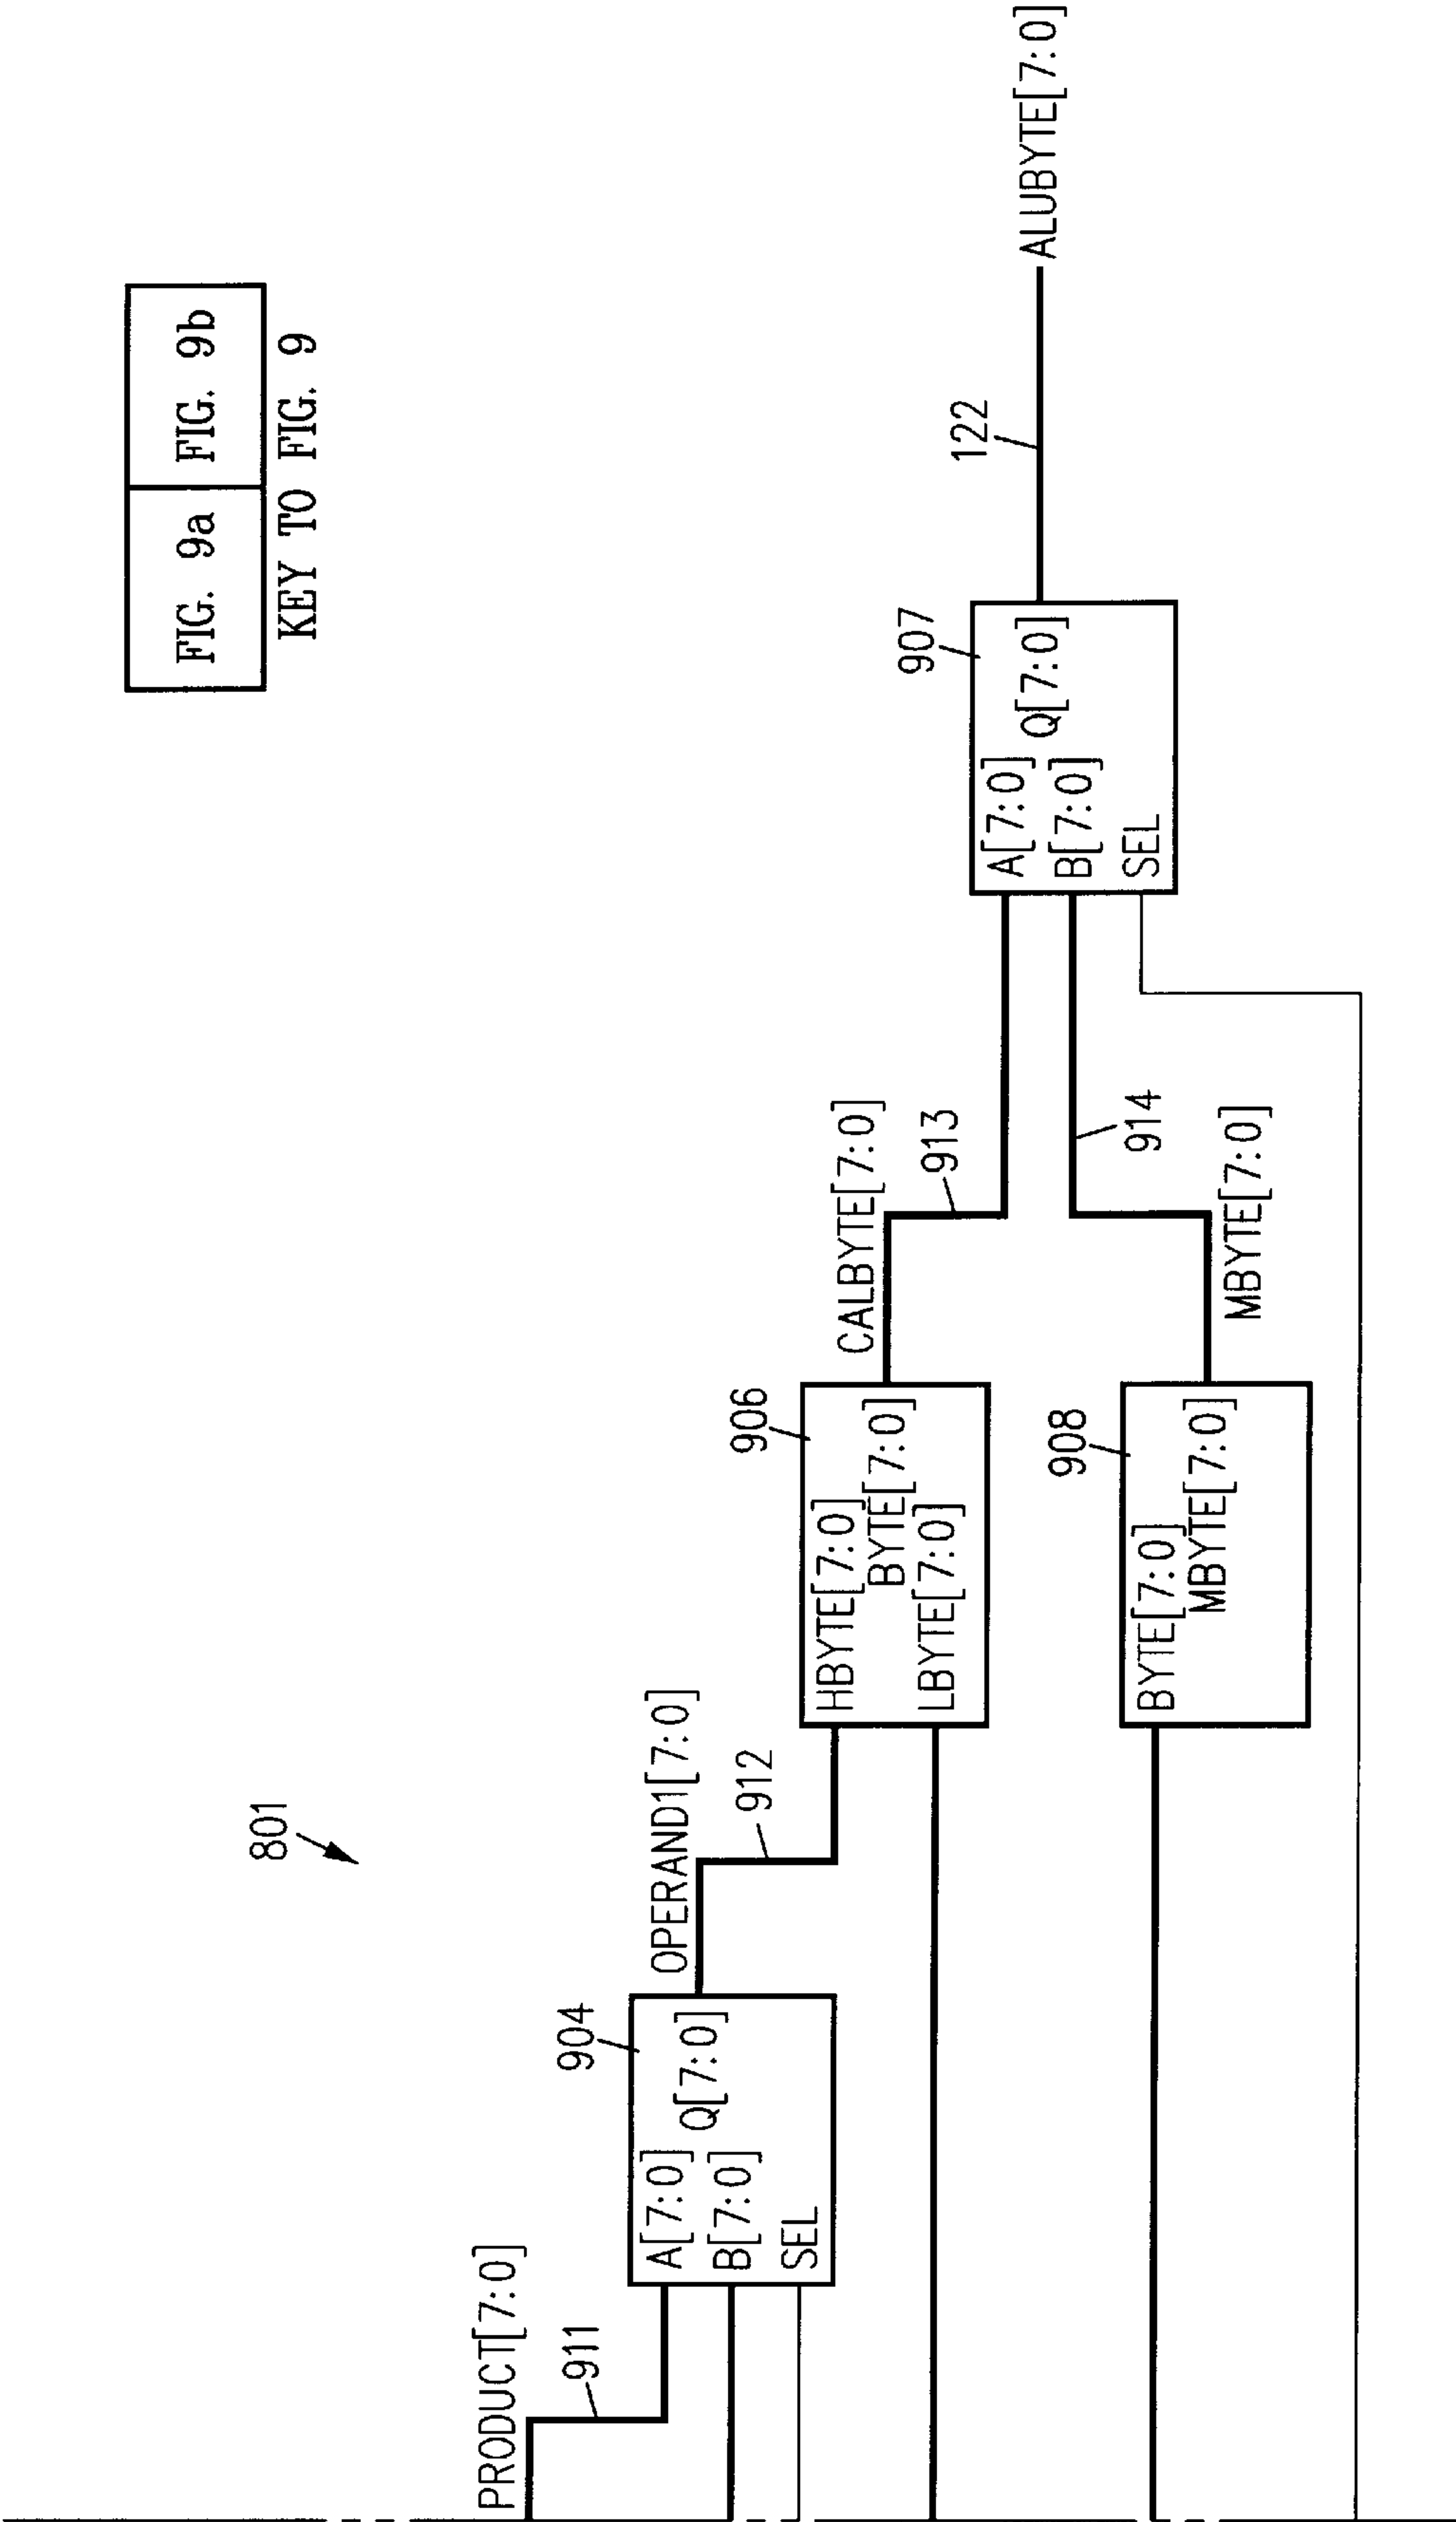 FIG. 9a FIG. 9b
KEY TO FIG. 9
801
PRODUCT[7:0]
911
904
A[7:0]
Q[7:0]
B[7:0]
SEL
OPERAND1[7:0]
912
906
HBYTE[7:0]
BYTE[7:0]
LBYTE[7:0]
CALBYTE[7:0]
913
908
BYTE[7:0]
MBYTE[7:0]
914
MBYTE[7:0]
907
A[7:0]
Q[7:0]
B[7:0]
SEL
122
ALUBYTE[7:0]